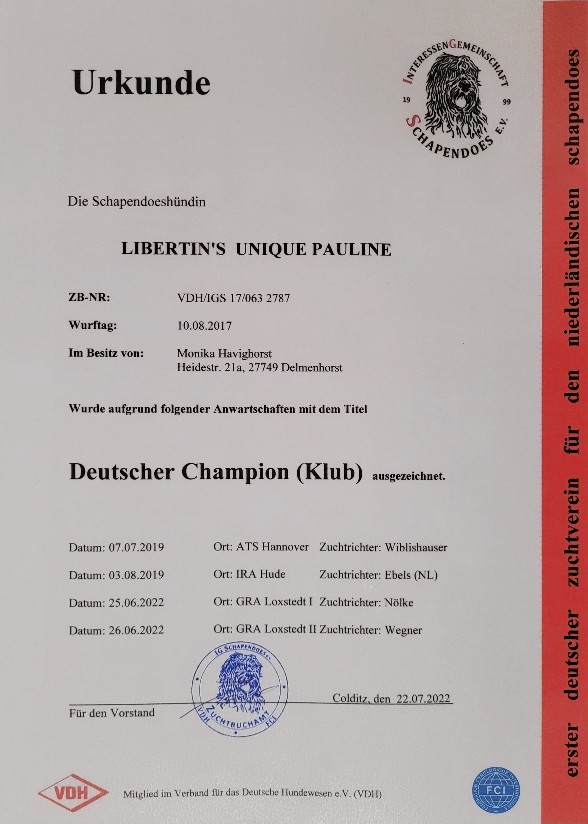 Urkunde
INTERESSENGEMEINSCHAFT
19 99
SCHAPENDOES E.V.
Die Schapendoeshündin
LIBERTIN'S UNIQUE PAULINE
ZB-NR: VDH/IGS 17/063 2787
Wurftag: 10.08.2017
Im Besitz von: Monika Havighorst
Heidestr. 21a, 27749 Delmenhorst
Wurde aufgrund folgender Anwartschaften mit dem Titel
Deutscher Champion (Klub) ausgezeichnet.
Datum: 07.07.2019 Ort: ATS Hannover Zuchtrichter: Wiblishauser
Datum: 03.08.2019 Ort: IRA Hude Zuchtrichter: Ebels (NL)
Datum: 25.06.2022 Ort: GRA Loxstedt I Zuchtrichter: Nölke
Datum: 26.06.2022 Ort: GRA Loxstedt II Zuchtrichter: Wegner
IG SCHAPENDOES e.V.
VDH ZUCHTBUCHAMT FCI
Colditz, den 22.07.2022
Für den Vorstand
VDH Mitglied im Verband für das Deutsche Hundewesen e.V. (VDH)
FCI
erster deutscher zuchtverein für den niederländischen schapendoes